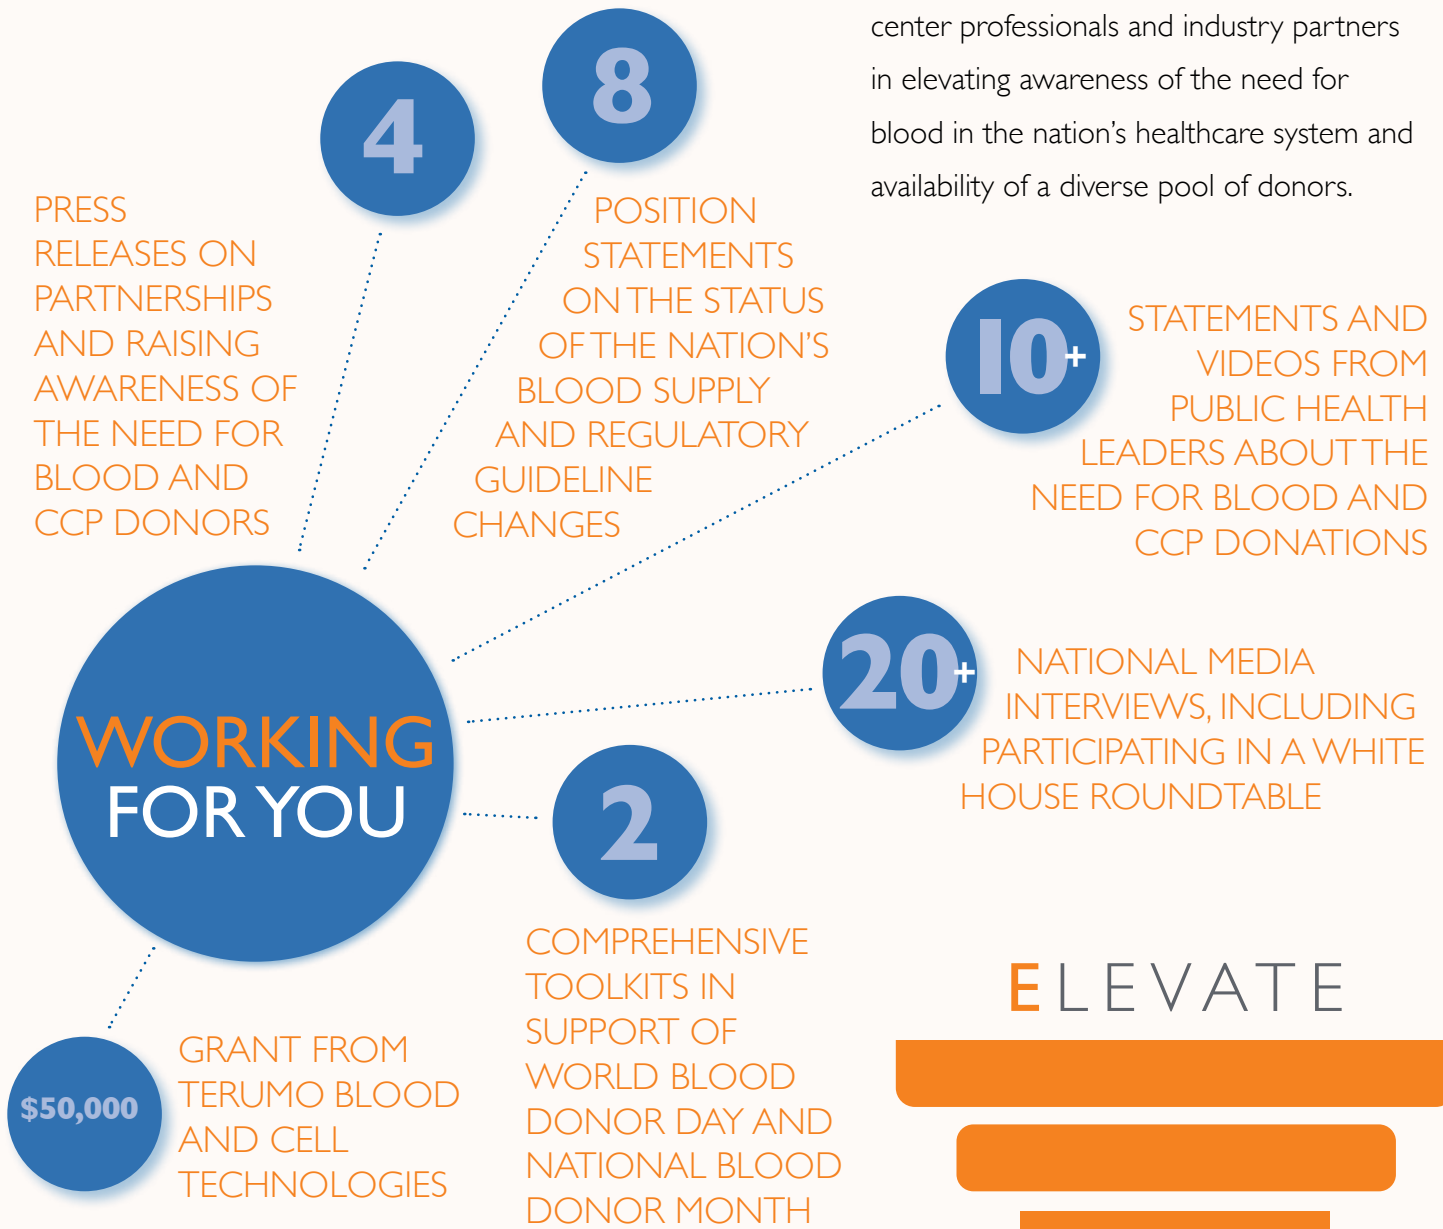 center professionals and industry partners
in elevating awareness of the need for
blood in the nation’s healthcare system and
availability of a diverse pool of donors.
4
PRESS
RELEASES ON
PARTNERSHIPS
AND RAISING
AWARENESS OF
THE NEED FOR
BLOOD AND
CCP DONORS
8
POSITION
STATEMENTS
ON THE STATUS
OF THE NATION’S
BLOOD SUPPLY
AND REGULATORY
GUIDELINE
CHANGES
10+
STATEMENTS AND
VIDEOS FROM
PUBLIC HEALTH
LEADERS ABOUT THE
NEED FOR BLOOD AND
CCP DONATIONS
20+
NATIONAL MEDIA
INTERVIEWS, INCLUDING
PARTICIPATING IN A WHITE
HOUSE ROUNDTABLE
WORKING
FOR YOU
2
COMPREHENSIVE
TOOLKITS IN
SUPPORT OF
WORLD BLOOD
DONOR DAY AND
NATIONAL BLOOD
DONOR MONTH
$50,000
GRANT FROM
TERUMO BLOOD
AND CELL
TECHNOLOGIES
ELEVATE